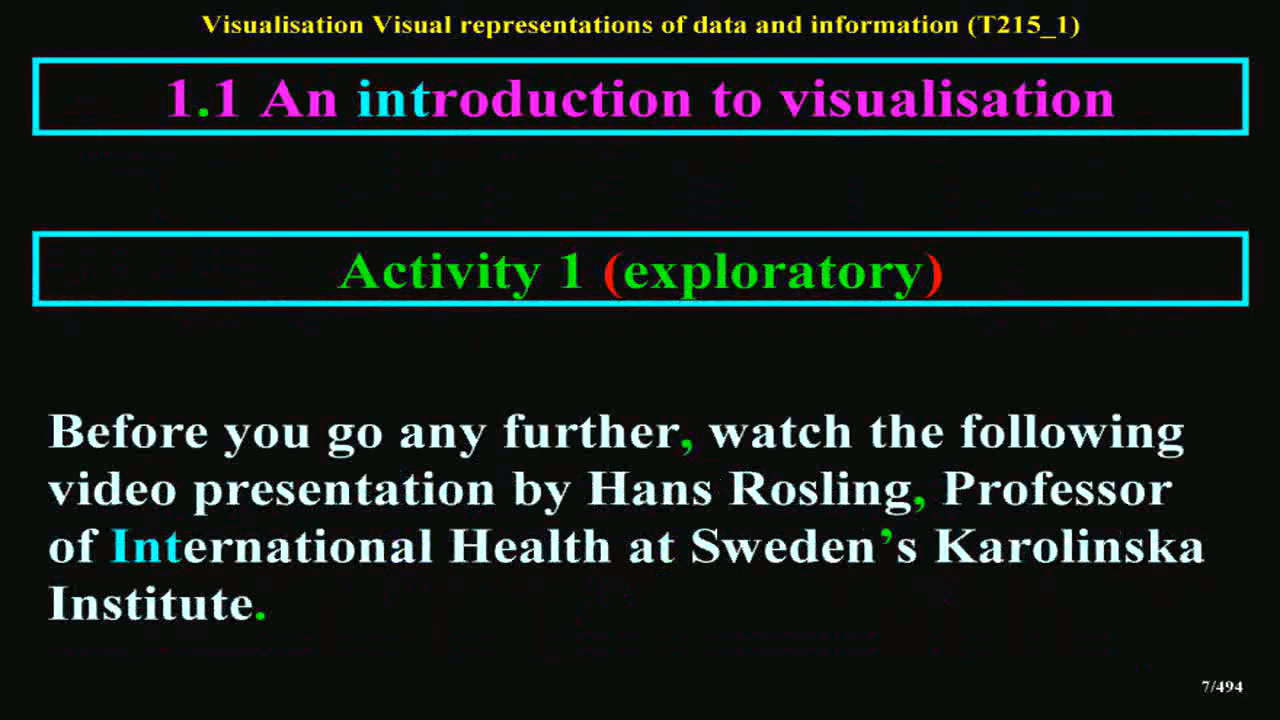 Visualisation Visual representations of data and information (T215_1)
1.1 An introduction to visualisation
Activity 1 (exploratory)
Before you go any further, watch the following
video presentation by Hans Rosling, Professor
of International Health at Sweden’s Karolinska
Institute.
7/494